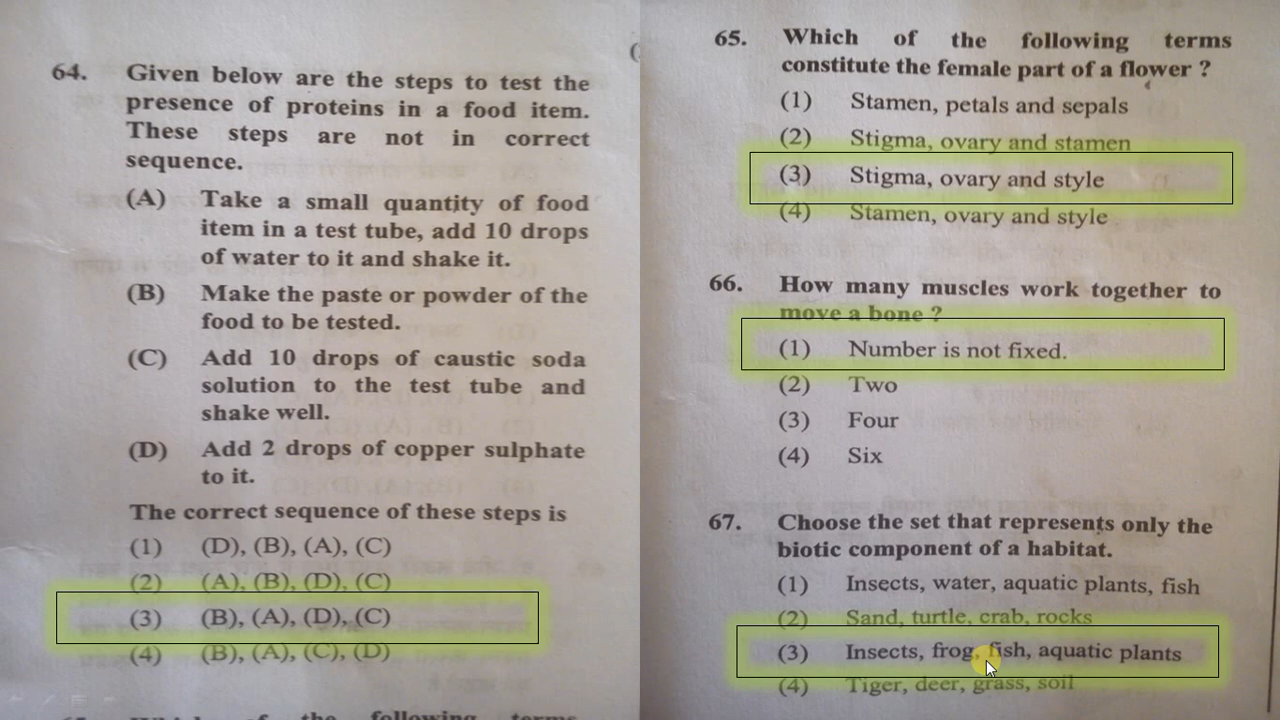 64. Given below are the steps to test the
presence of proteins in a food item.
These steps are not in correct
sequence.
(A) Take a small quantity of food
item in a test tube, add 10 drops
of water to it and shake it.
(B) Make the paste or powder of the
food to be tested.
(C) Add 10 drops of caustic soda
solution to the test tube and
shake well.
(D) Add 2 drops of copper sulphate
to it.
The correct sequence of these steps is
(1) (D), (B), (A), (C)
(2) (A), (B), (D), (C)
(3) (B), (A), (D), (C)
(4) (B), (A), (C), (D)
65. Which of the following terms
65. Which of the following terms
constitute the female part of a flower ?
(1) Stamen, petals and sepals
(2) Stigma, ovary and stamen
(3) Stigma, ovary and style
(4) Stamen, ovary and style
66. How many muscles work together to
move a bone ?
(1) Number is not fixed.
(2) Two
(3) Four
(4) Six
67. Choose the set that represents only the
biotic component of a habitat.
(1) Insects, water, aquatic plants, fish
(2) Sand, turtle, crab, rocks
(3) Insects, frog, fish, aquatic plants
(4) Tiger, deer, grass, soil